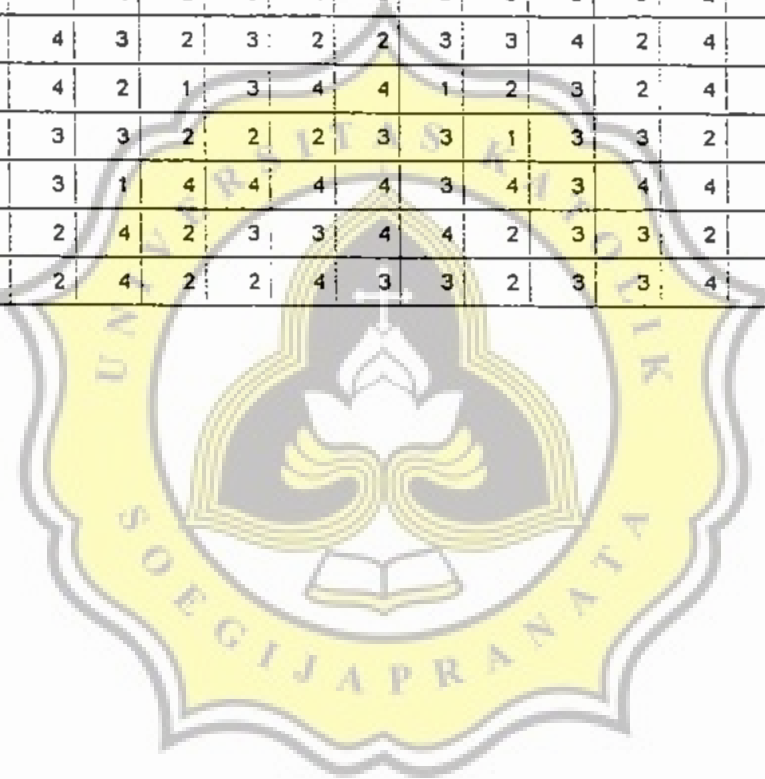 4 3 2 3 2 2 3 3 4 2 4
4 2 1 3 4 4 1 2 3 2 4
3 3 2 2 2 3 3 1 3 3 2
3 1 4 4 4 4 3 4 3 4 4
2 4 2 3 3 4 4 2 3 3 2
2 4 2 2 4 3 3 2 3 3 4
UNIVERSITAS KATOLIK
SOEGIJAPRANATA